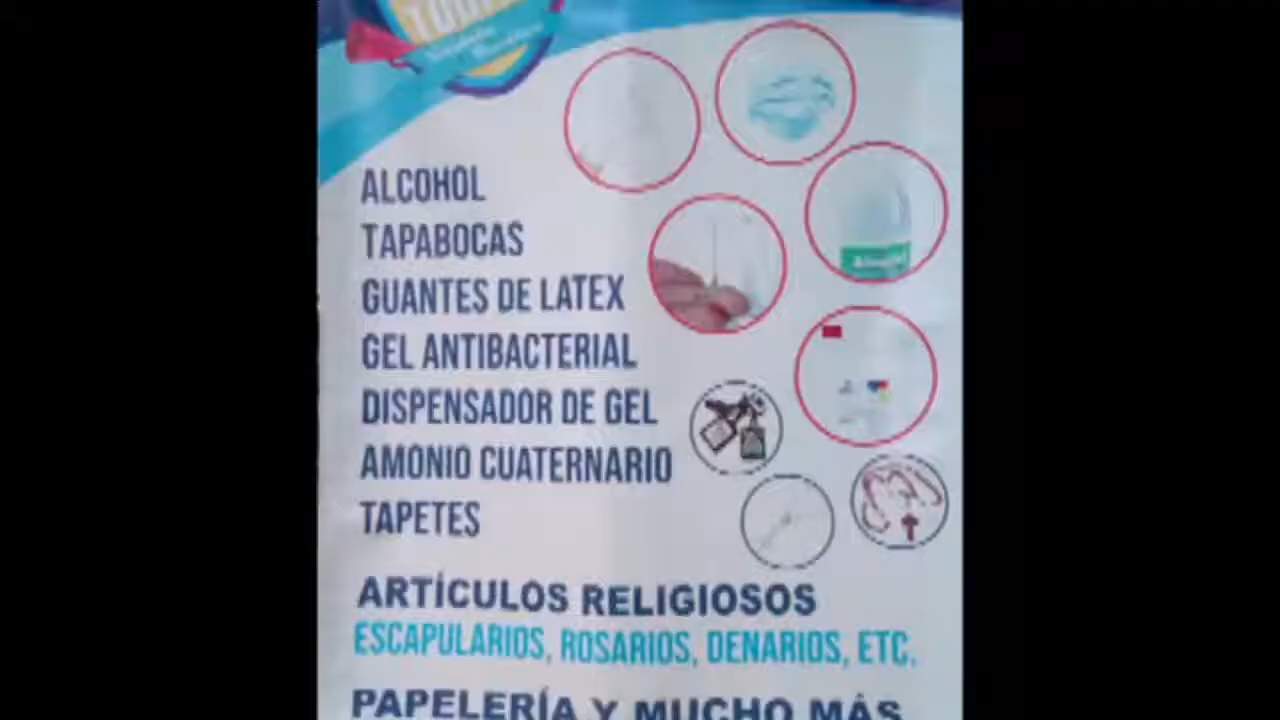 ALCOHOL
TAPABOCAS
GUANTES DE LATEX
GEL ANTIBACTERIAL
DISPENSADOR DE GEL
AMONIO CUATERNARIO
TAPETES
ARTÍCULOS RELIGIOSOS
ESCAPULARIOS, ROSARIOS, DENARIOS, ETC.
PAPELERÍA Y MUCHO MÁS